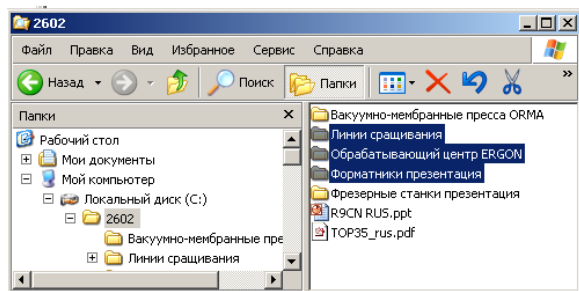 2602
Файл Правка Вид Избранное Сервис Справка
Назад Поиск Папки »
Папки
Рабочий стол
Мои документы
Мой компьютер
Локальный диск (C:)
2602
Вакуумно-мембранные пре
Линии сращивания
Вакуумно-мембранные пресса ORMA
Линии сращивания
Обрабатывающий центр ERGON
Форматники презентация
Фрезерные станки презентация
R9CN RUS.ppt
TOP35_rus.pdf